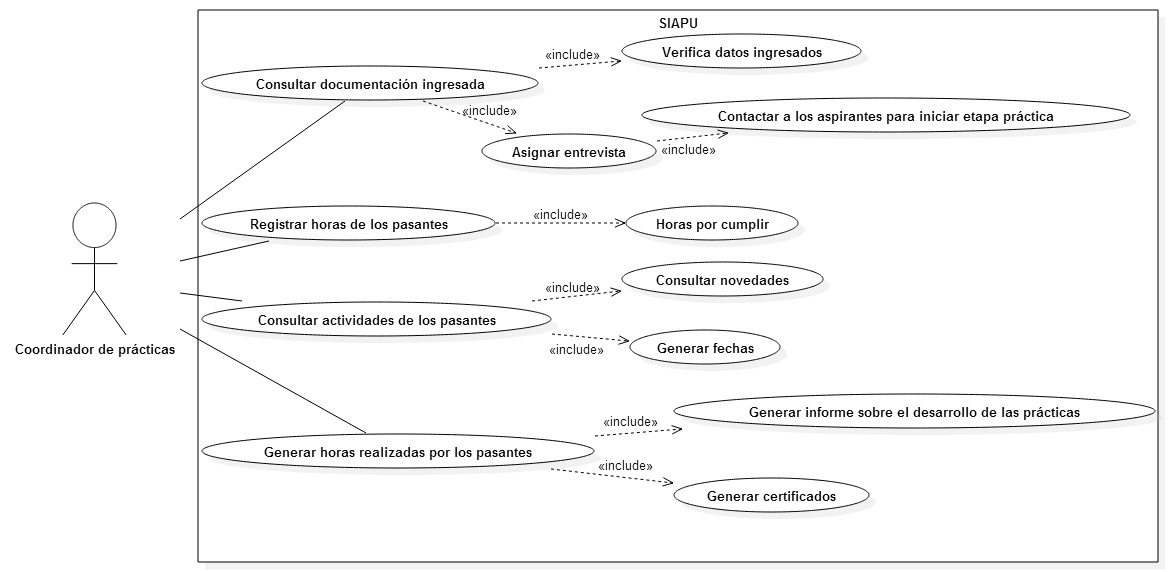 SIAPU
«include»
Verifica datos ingresados
Consultar documentación ingresada
«include»
Contactar a los aspirantes para iniciar etapa práctica
Asignar entrevista
«include»
Registrar horas de los pasantes
«include»
Horas por cumplir
Consultar novedades
«include»
Consultar actividades de los pasantes
«include»
Generar fechas
Coordinador de prácticas
Generar informe sobre el desarrollo de las prácticas
«include»
Generar horas realizadas por los pasantes
«include»
Generar certificados